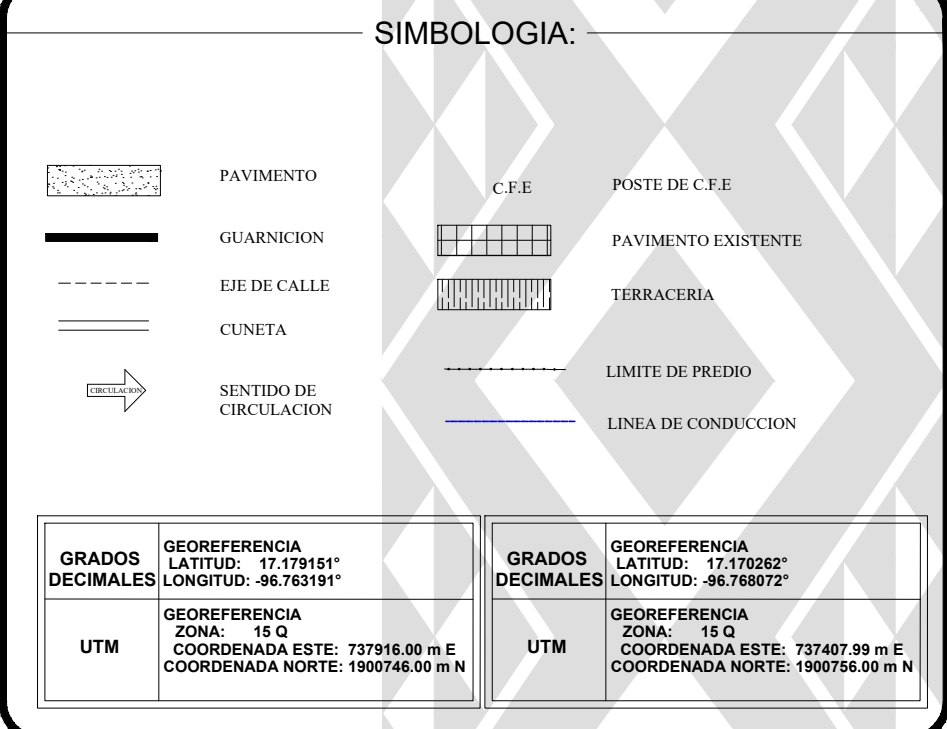 SIMBOLOGIA:
PAVIMENTO
GUARNICION
EJE DE CALLE
CUNETA
CIRCULACION
SENTIDO DE
CIRCULACION
C.F.E
POSTE DE C.F.E
PAVIMENTO EXISTENTE
TERRACERIA
LIMITE DE PREDIO
LINEA DE CONDUCCION
GRADOS
DECIMALES
GEOREFERENCIA
LATITUD: 17.179151°
LONGITUD: -96.763191°
UTM
GEOREFERENCIA
ZONA: 15 Q
COORDENADA ESTE: 737916.00 m E
COORDENADA NORTE: 1900746.00 m N
GRADOS
DECIMALES
GEOREFERENCIA
LATITUD: 17.170262°
LONGITUD: -96.768072°
UTM
GEOREFERENCIA
ZONA: 15 Q
COORDENADA ESTE: 737407.99 m E
COORDENADA NORTE: 1900756.00 m N